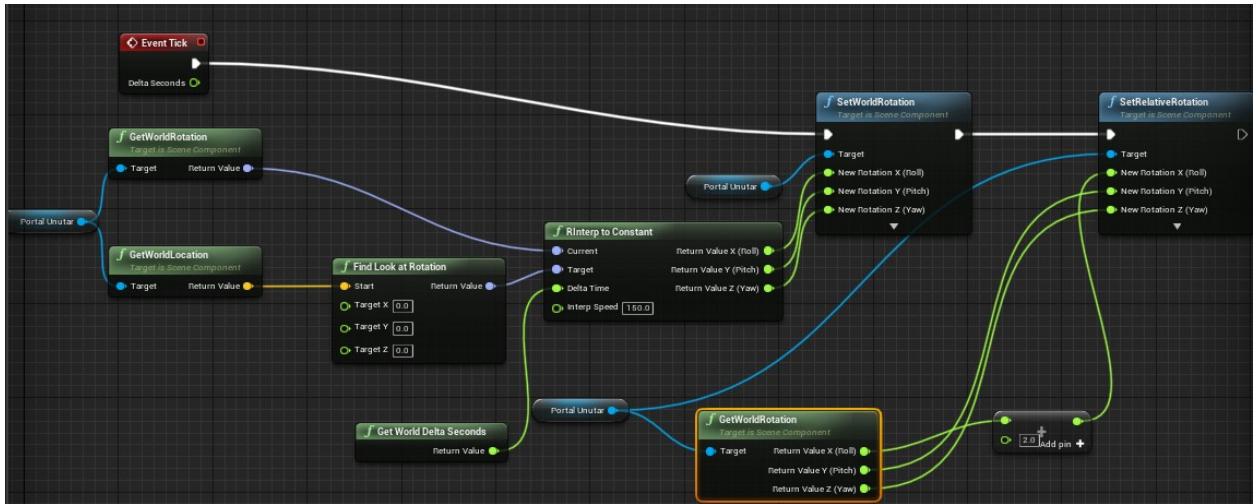 Event Tick
Delta Seconds
GetWorldRotation
Target is Scene Component
Target
Return Value
Portal Unutar
GetWorldLocation
Target is Scene Component
Target
Return Value
Find Look at Rotation
Start
Return Value
Target X 0.0
Target Y 0.0
Target Z 0.0
Get World Delta Seconds
Return Value
RInterp to Constant
Current
Return Value X (Roll)
Target
Return Value Y (Pitch)
Delta Time
Return Value Z (Yaw)
Interp Speed 150.0
Portal Unutar
SetWorldRotation
Target is Scene Component
Target
New Rotation X (Roll)
New Rotation Y (Pitch)
New Rotation Z (Yaw)
SetRelativeRotation
Target is Scene Component
Target
New Rotation X (Roll)
New Rotation Y (Pitch)
New Rotation Z (Yaw)
Portal Unutar
GetWorldRotation
Target is Scene Component
Target
Return Value X (Roll)
Return Value Y (Pitch)
Return Value Z (Yaw)
2.0
Add pin +